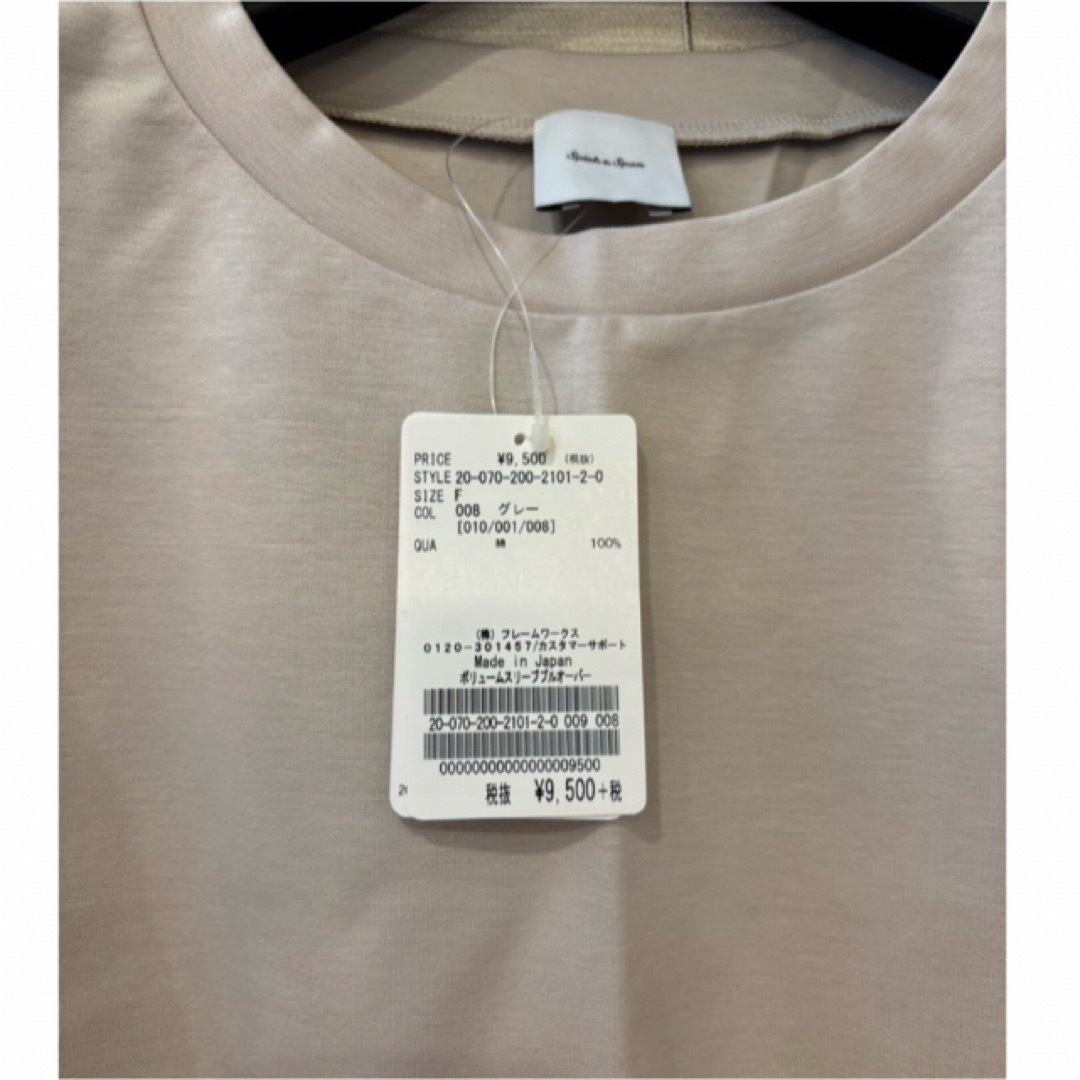 Spick & Span
PRICE ¥9,500 (税抜)
STYLE 20-070-200-2101-2-0
SIZE F
COL 008 グレー
[010/001/008]
QUA 綿 100%
(株) フレームワークス
0120-301457/カスタマーサポート
Made in Japan
ボリュームスリーブプルオーバー
20-070-200-2101-2-0 009 008
00000000000000009500
税抜 ¥9,500+税